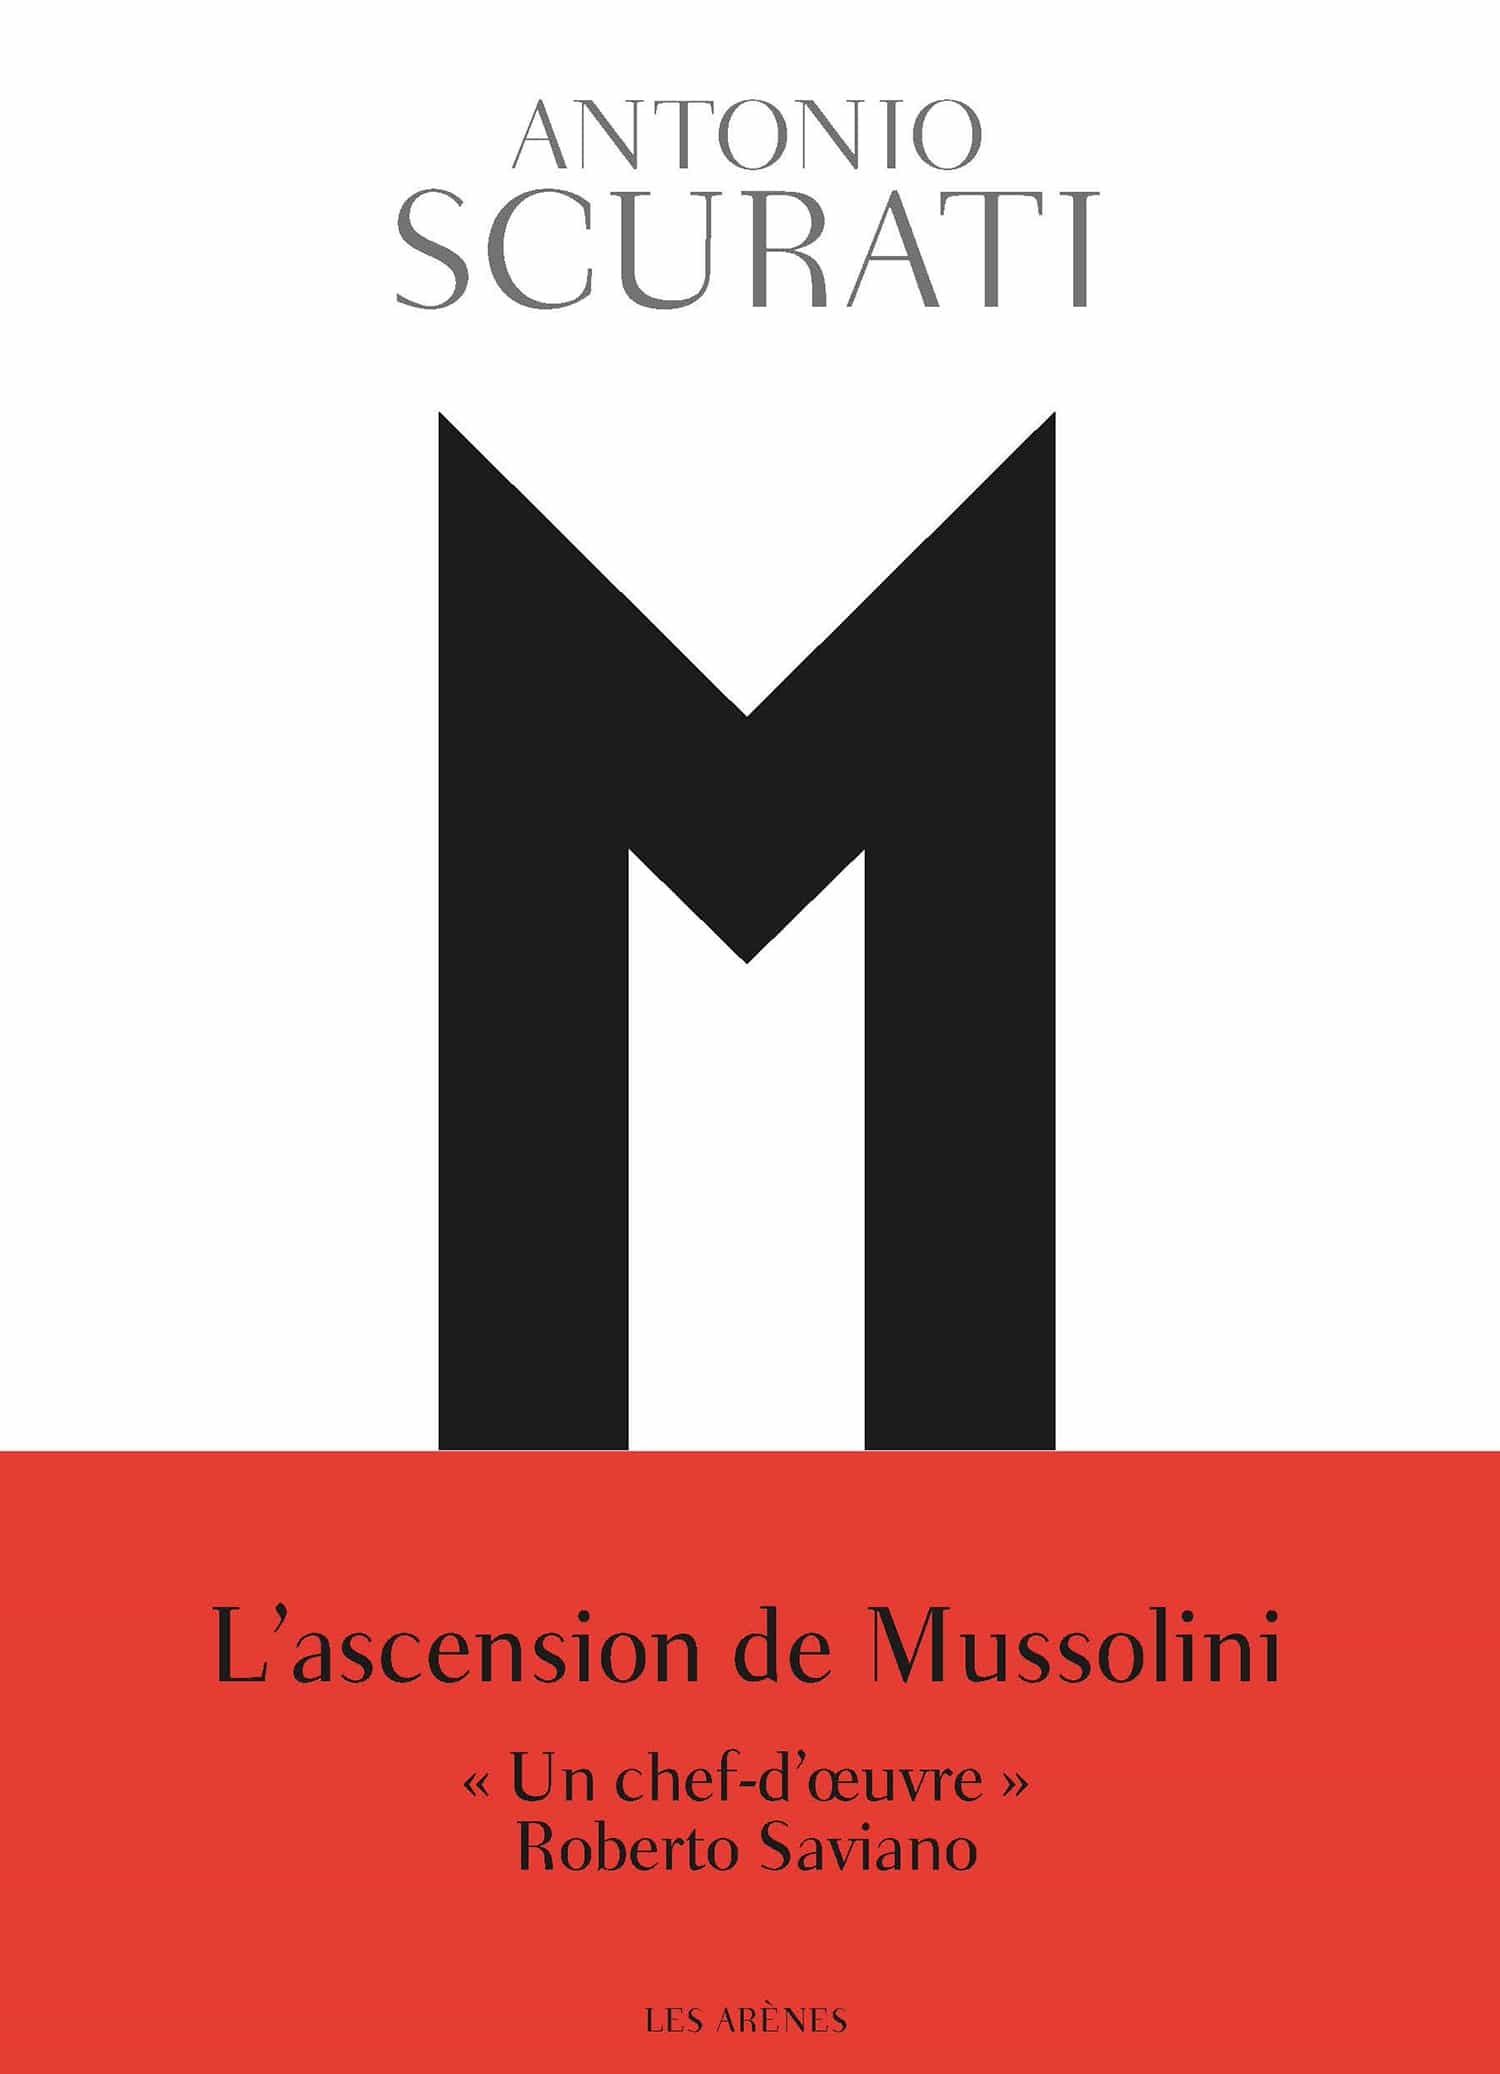 ANTONIO
SCURATI
M
L’ascension de Mussolini
« Un chef-d’œuvre »
Roberto Saviano
LES ARÈNES